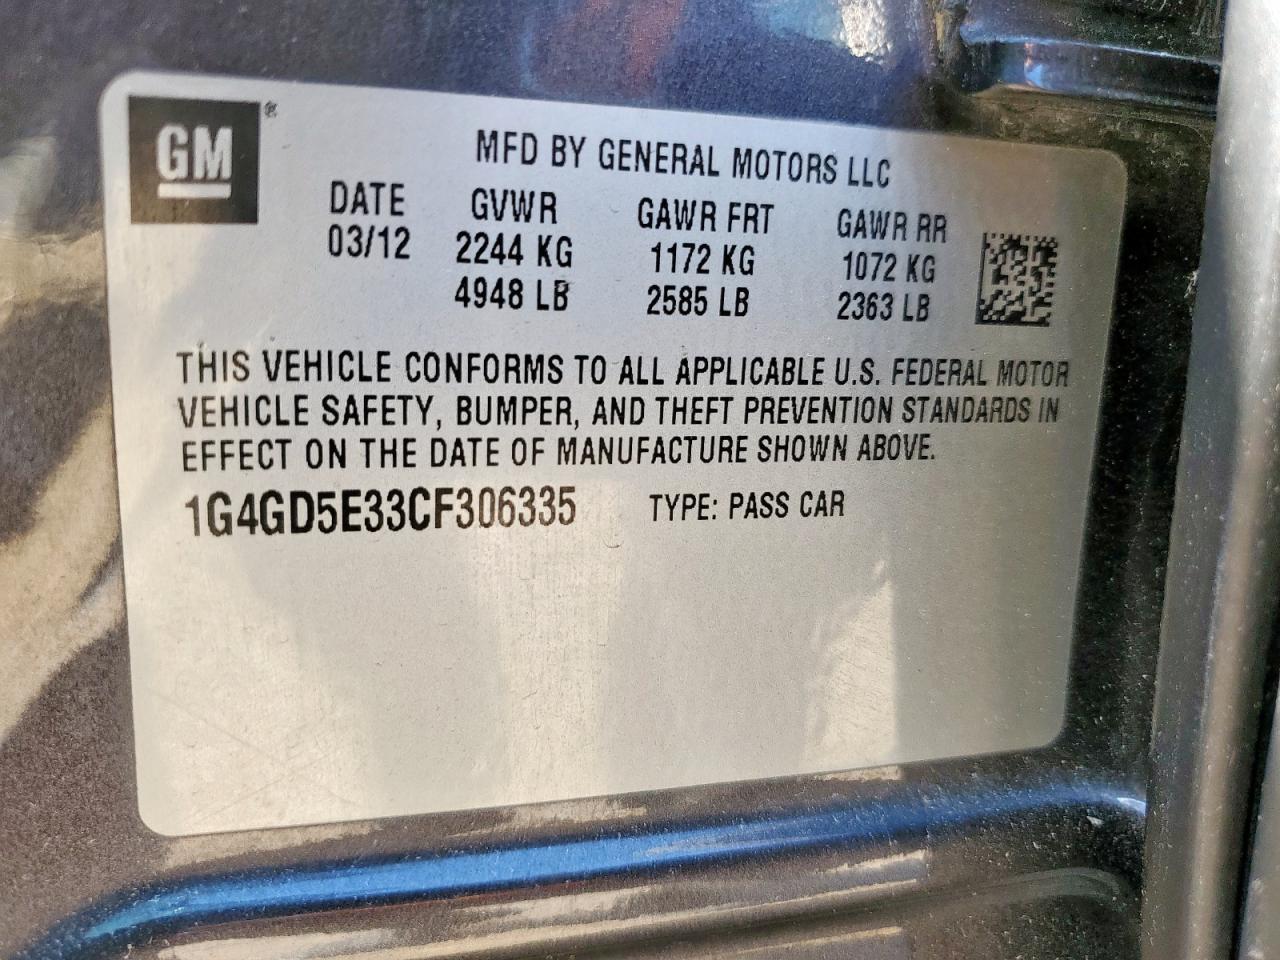 GM ®
MFD BY GENERAL MOTORS LLC
DATE GVWR GAWR FRT GAWR RR
03/12 2244 KG 1172 KG 1072 KG
4948 LB 2585 LB 2363 LB
THIS VEHICLE CONFORMS TO ALL APPLICABLE U.S. FEDERAL MOTOR
VEHICLE SAFETY, BUMPER, AND THEFT PREVENTION STANDARDS IN
EFFECT ON THE DATE OF MANUFACTURE SHOWN ABOVE.
1G4GD5E33CF306335 TYPE: PASS CAR